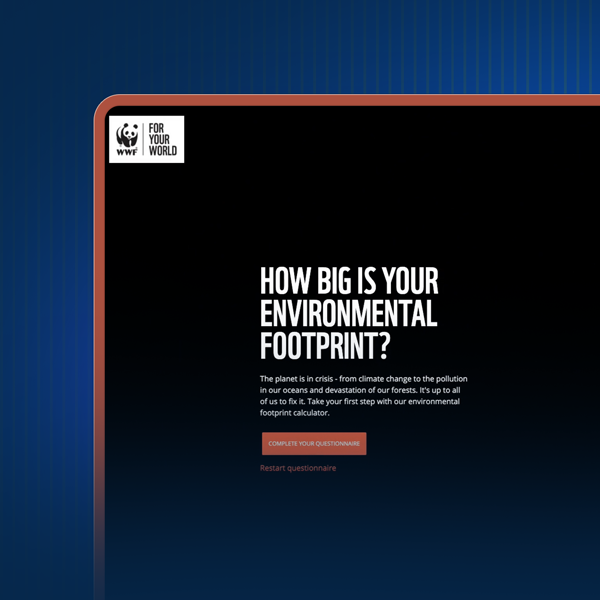 FOR
YOUR
WORLD
WWF
HOW BIG IS YOUR
ENVIRONMENTAL
FOOTPRINT?
The planet is in crisis - from climate change to the pollution
in our oceans and devastation of our forests. It's up to all
of us to fix it. Take your first step with our environmental
footprint calculator.
COMPLETE YOUR QUESTIONNAIRE
Restart questionnaire